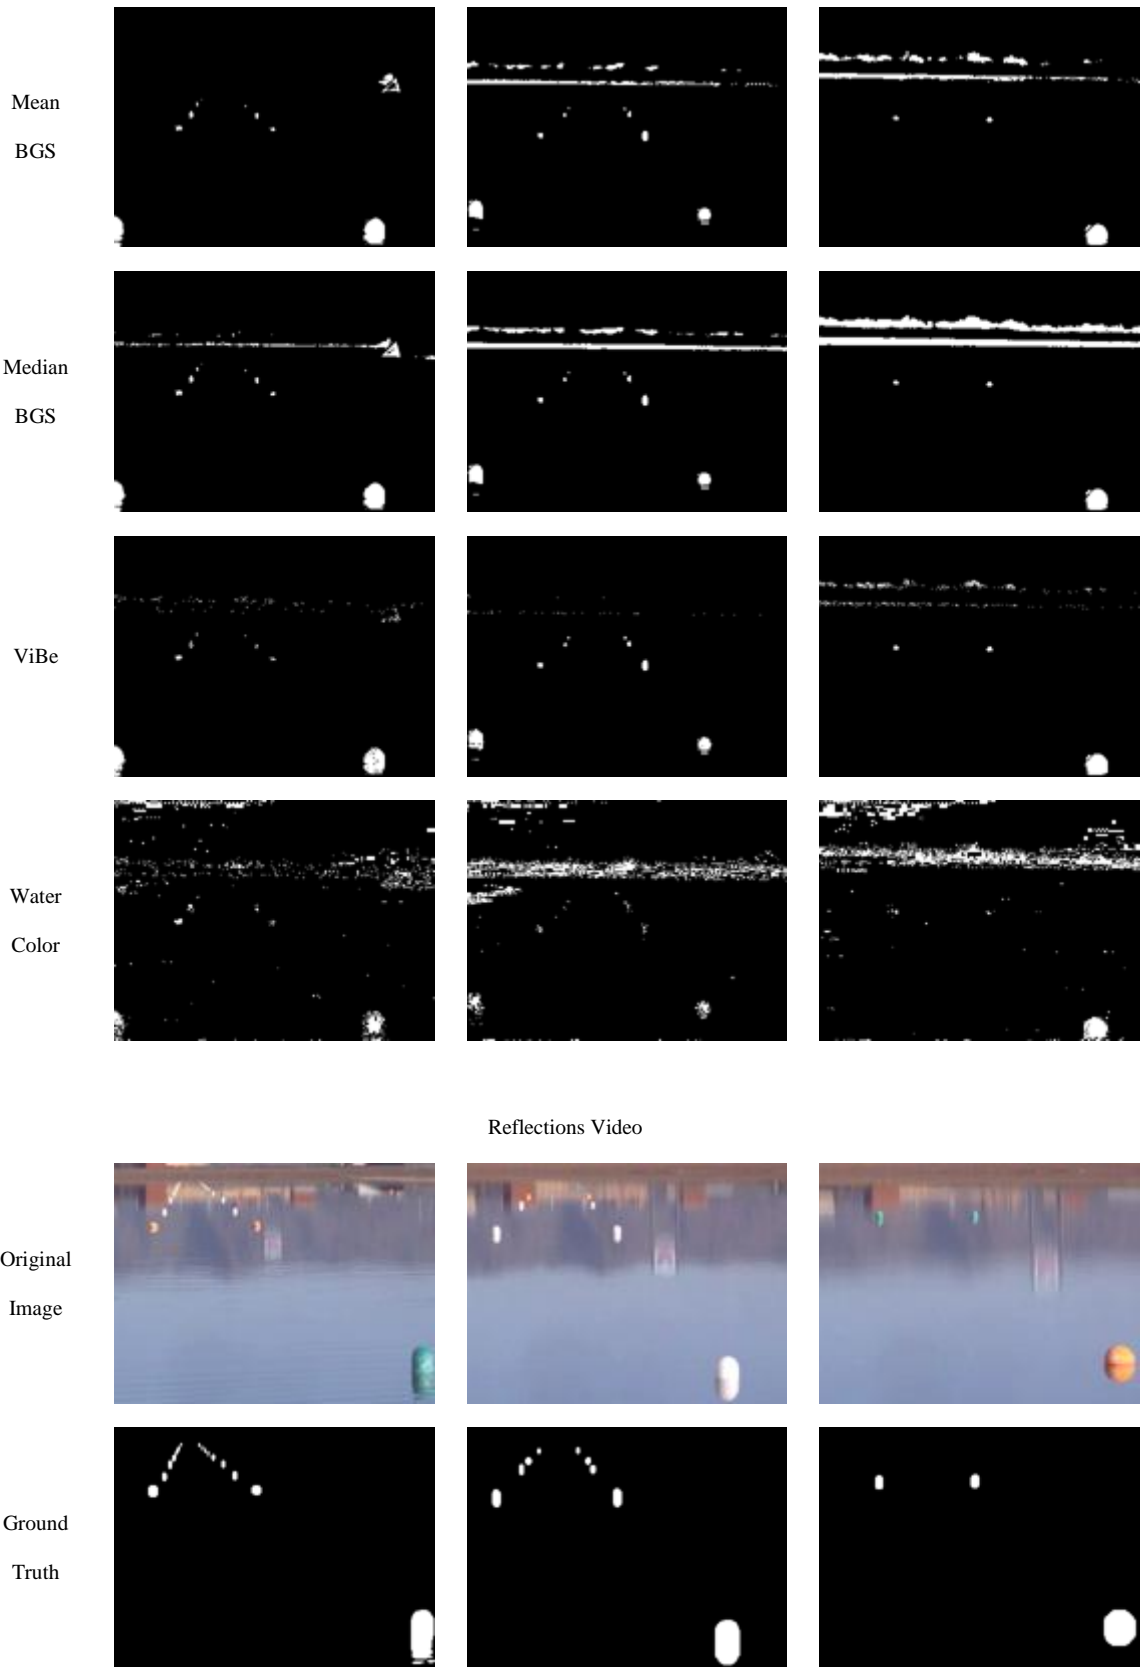 Mean
BGS
Median
BGS
ViBe
Water
Color
Reflections Video
Original
Image
Ground
Truth